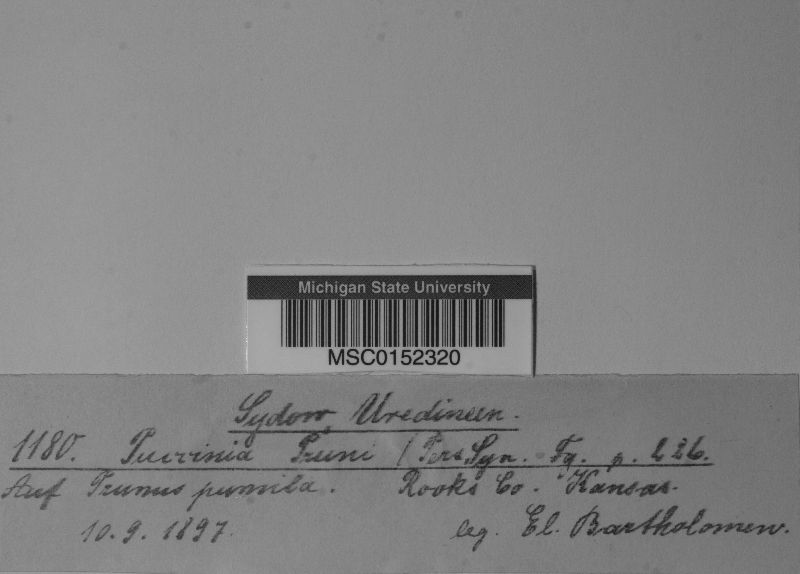 Michigan State University
MSC0152320
Sydow, Uredineen.
1180. Puccinia Pruni (Pers. Syn. Fg. p. 226.
Auf Prunus pumila. Rooks Co. Kansas.
10.9.1897. leg. El. Bartholomew.